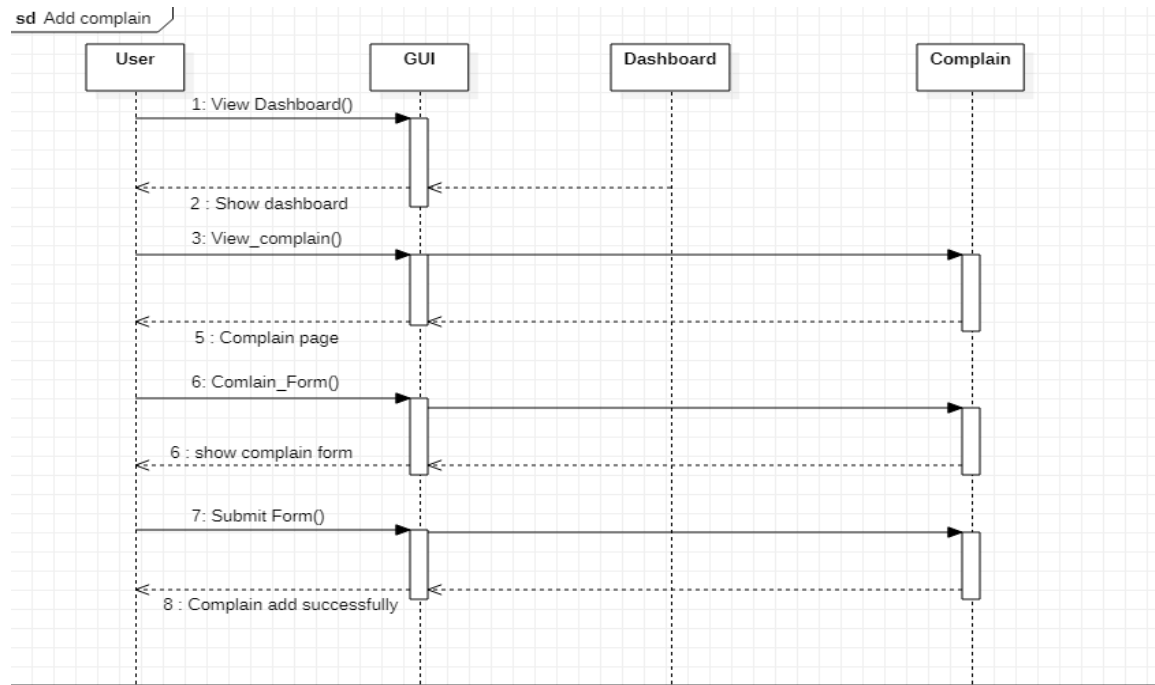 sd Add complain
User GUI Dashboard Complain
1: View Dashboard()
2 : Show dashboard
3: View_complain()
5 : Complain page
6: Comlain_Form()
6 : show complain form
7: Submit Form()
8 : Complain add successfully